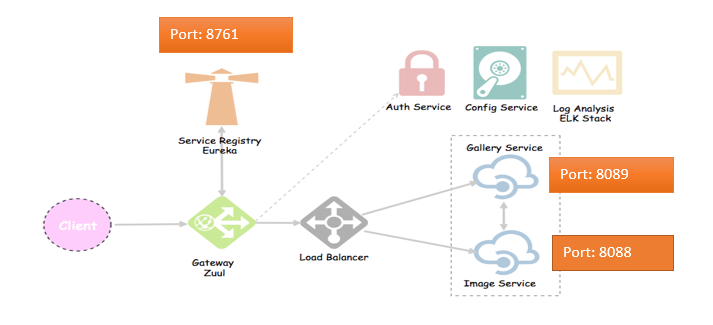 Port: 8761
Auth Service
Config Service
Log Analysis
ELK Stack
Service Registry
Eureka
Gallery Service
Port: 8089
Client
Gateway
Zuul
Load Balancer
Port: 8088
Image Service